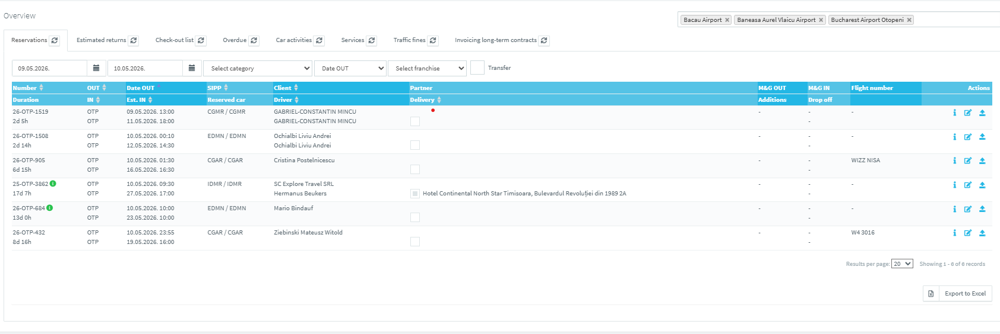 Overview
Bacau Airport × Baneasa Aurel Vlaicu Airport × Bucharest Airport Otopeni ×
Reservations Estimated returns Check-out list Overdue Car activities Services Traffic fines Invoicing long-term contracts
09.05.2026. 10.05.2026. Select category Date OUT Select franchise Transfer
Number OUT Date OUT SIPP Client Partner M&G OUT M&G IN Flight number Actions
Duration IN Est. IN Reserved car Driver Delivery Additions Drop off
26-OTP-1519 OTP 09.05.2026. 13:00 CGMR / CGMR GABRIEL-CONSTANTIN MINCU - - -
2d 5h OTP 11.05.2026. 18:00 GABRIEL-CONSTANTIN MINCU -
26-OTP-1508 OTP 10.05.2026. 00:10 EDMN / EDMN Ochialbi Liviu Andrei - - -
2d 14h OTP 12.05.2026. 14:30 Ochialbi Liviu Andrei -
26-OTP-905 OTP 10.05.2026. 01:30 CGAR / CGAR Cristina Postelnicescu - - WIZZ NISA
6d 15h OTP 16.05.2026. 16:30 -
25-OTP-3862 OTP 10.05.2026. 09:30 IDMR / IDMR SC Explore Travel SRL - - -
17d 7h OTP 27.05.2026. 17:00 Hermanus Beukers Hotel Continental North Star Timisoara, Bulevardul Revoluției din 1989 2A -
26-OTP-684 OTP 10.05.2026. 10:00 EDMN / EDMN Mario Bindauf - - -
13d 0h OTP 23.05.2026. 10:00 -
26-OTP-432 OTP 10.05.2026. 23:55 CGAR / CGAR Ziebinski Mateusz Witold - - W4 3016
8d 16h OTP 19.05.2026. 16:00 -
Results per page: 20 Showing 1 - 6 of 6 records
Export to Excel